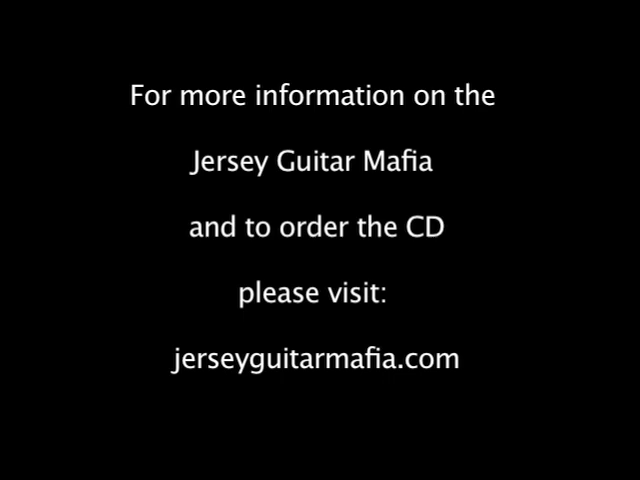 For more information on the
Jersey Guitar Mafia
and to order the CD
please visit:
jerseyguitarmafia.com